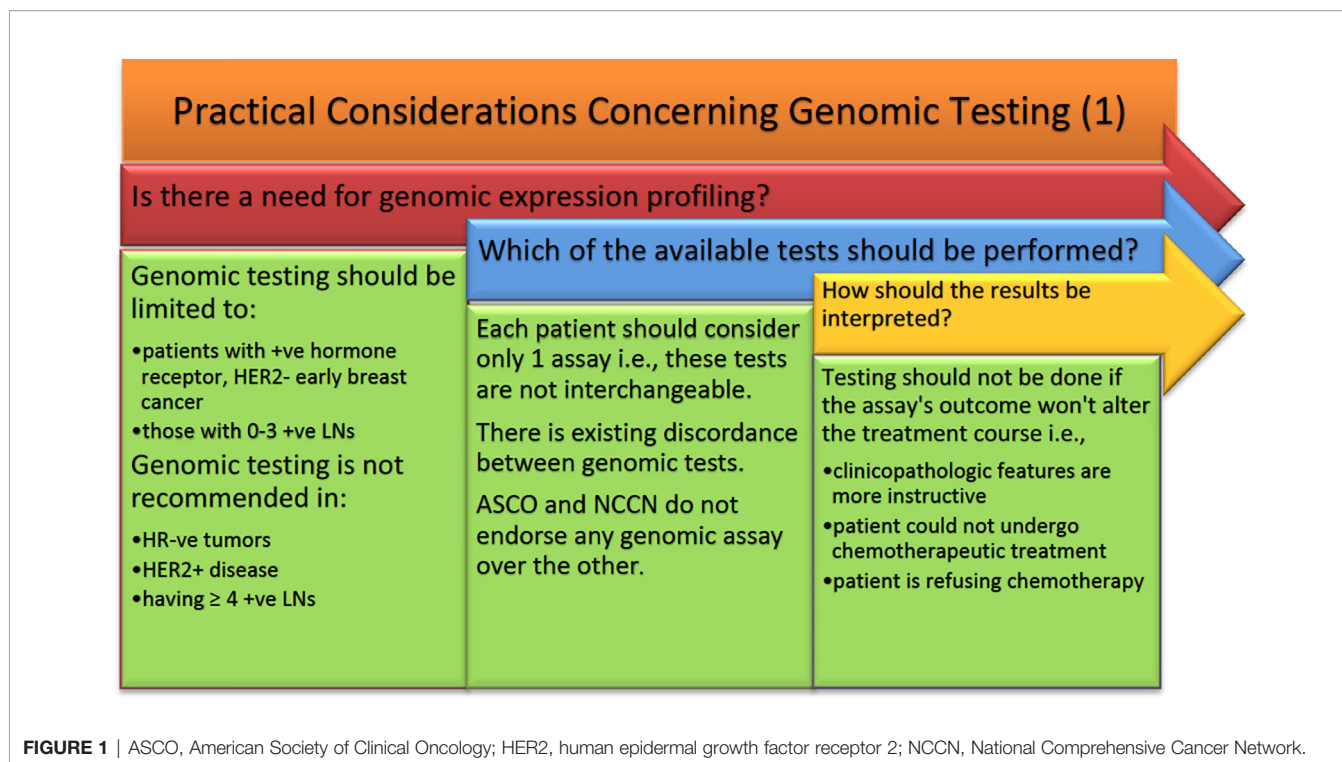 Practical Considerations Concerning Genomic Testing (1)
Is there a need for genomic expression profiling?
Genomic testing should be
limited to:
•patients with +ve hormone
receptor, HER2- early breast
cancer
•those with 0-3 +ve LNs
Genomic testing is not
recommended in:
•HR-ve tumors
•HER2+ disease
•having ≥ 4 +ve LNs
Which of the available tests should be performed?
Each patient should consider
only 1 assay i.e., these tests
are not interchangeable.
There is existing discordance
between genomic tests.
ASCO and NCCN do not
endorse any genomic assay
over the other.
How should the results be
interpreted?
Testing should not be done if
the assay's outcome won't alter
the treatment course i.e.,
•clinicopathologic features are
more instructive
•patient could not undergo
chemotherapeutic treatment
•patient is refusing chemotherapy
FIGURE 1 | ASCO, American Society of Clinical Oncology; HER2, human epidermal growth factor receptor 2; NCCN, National Comprehensive Cancer Network.